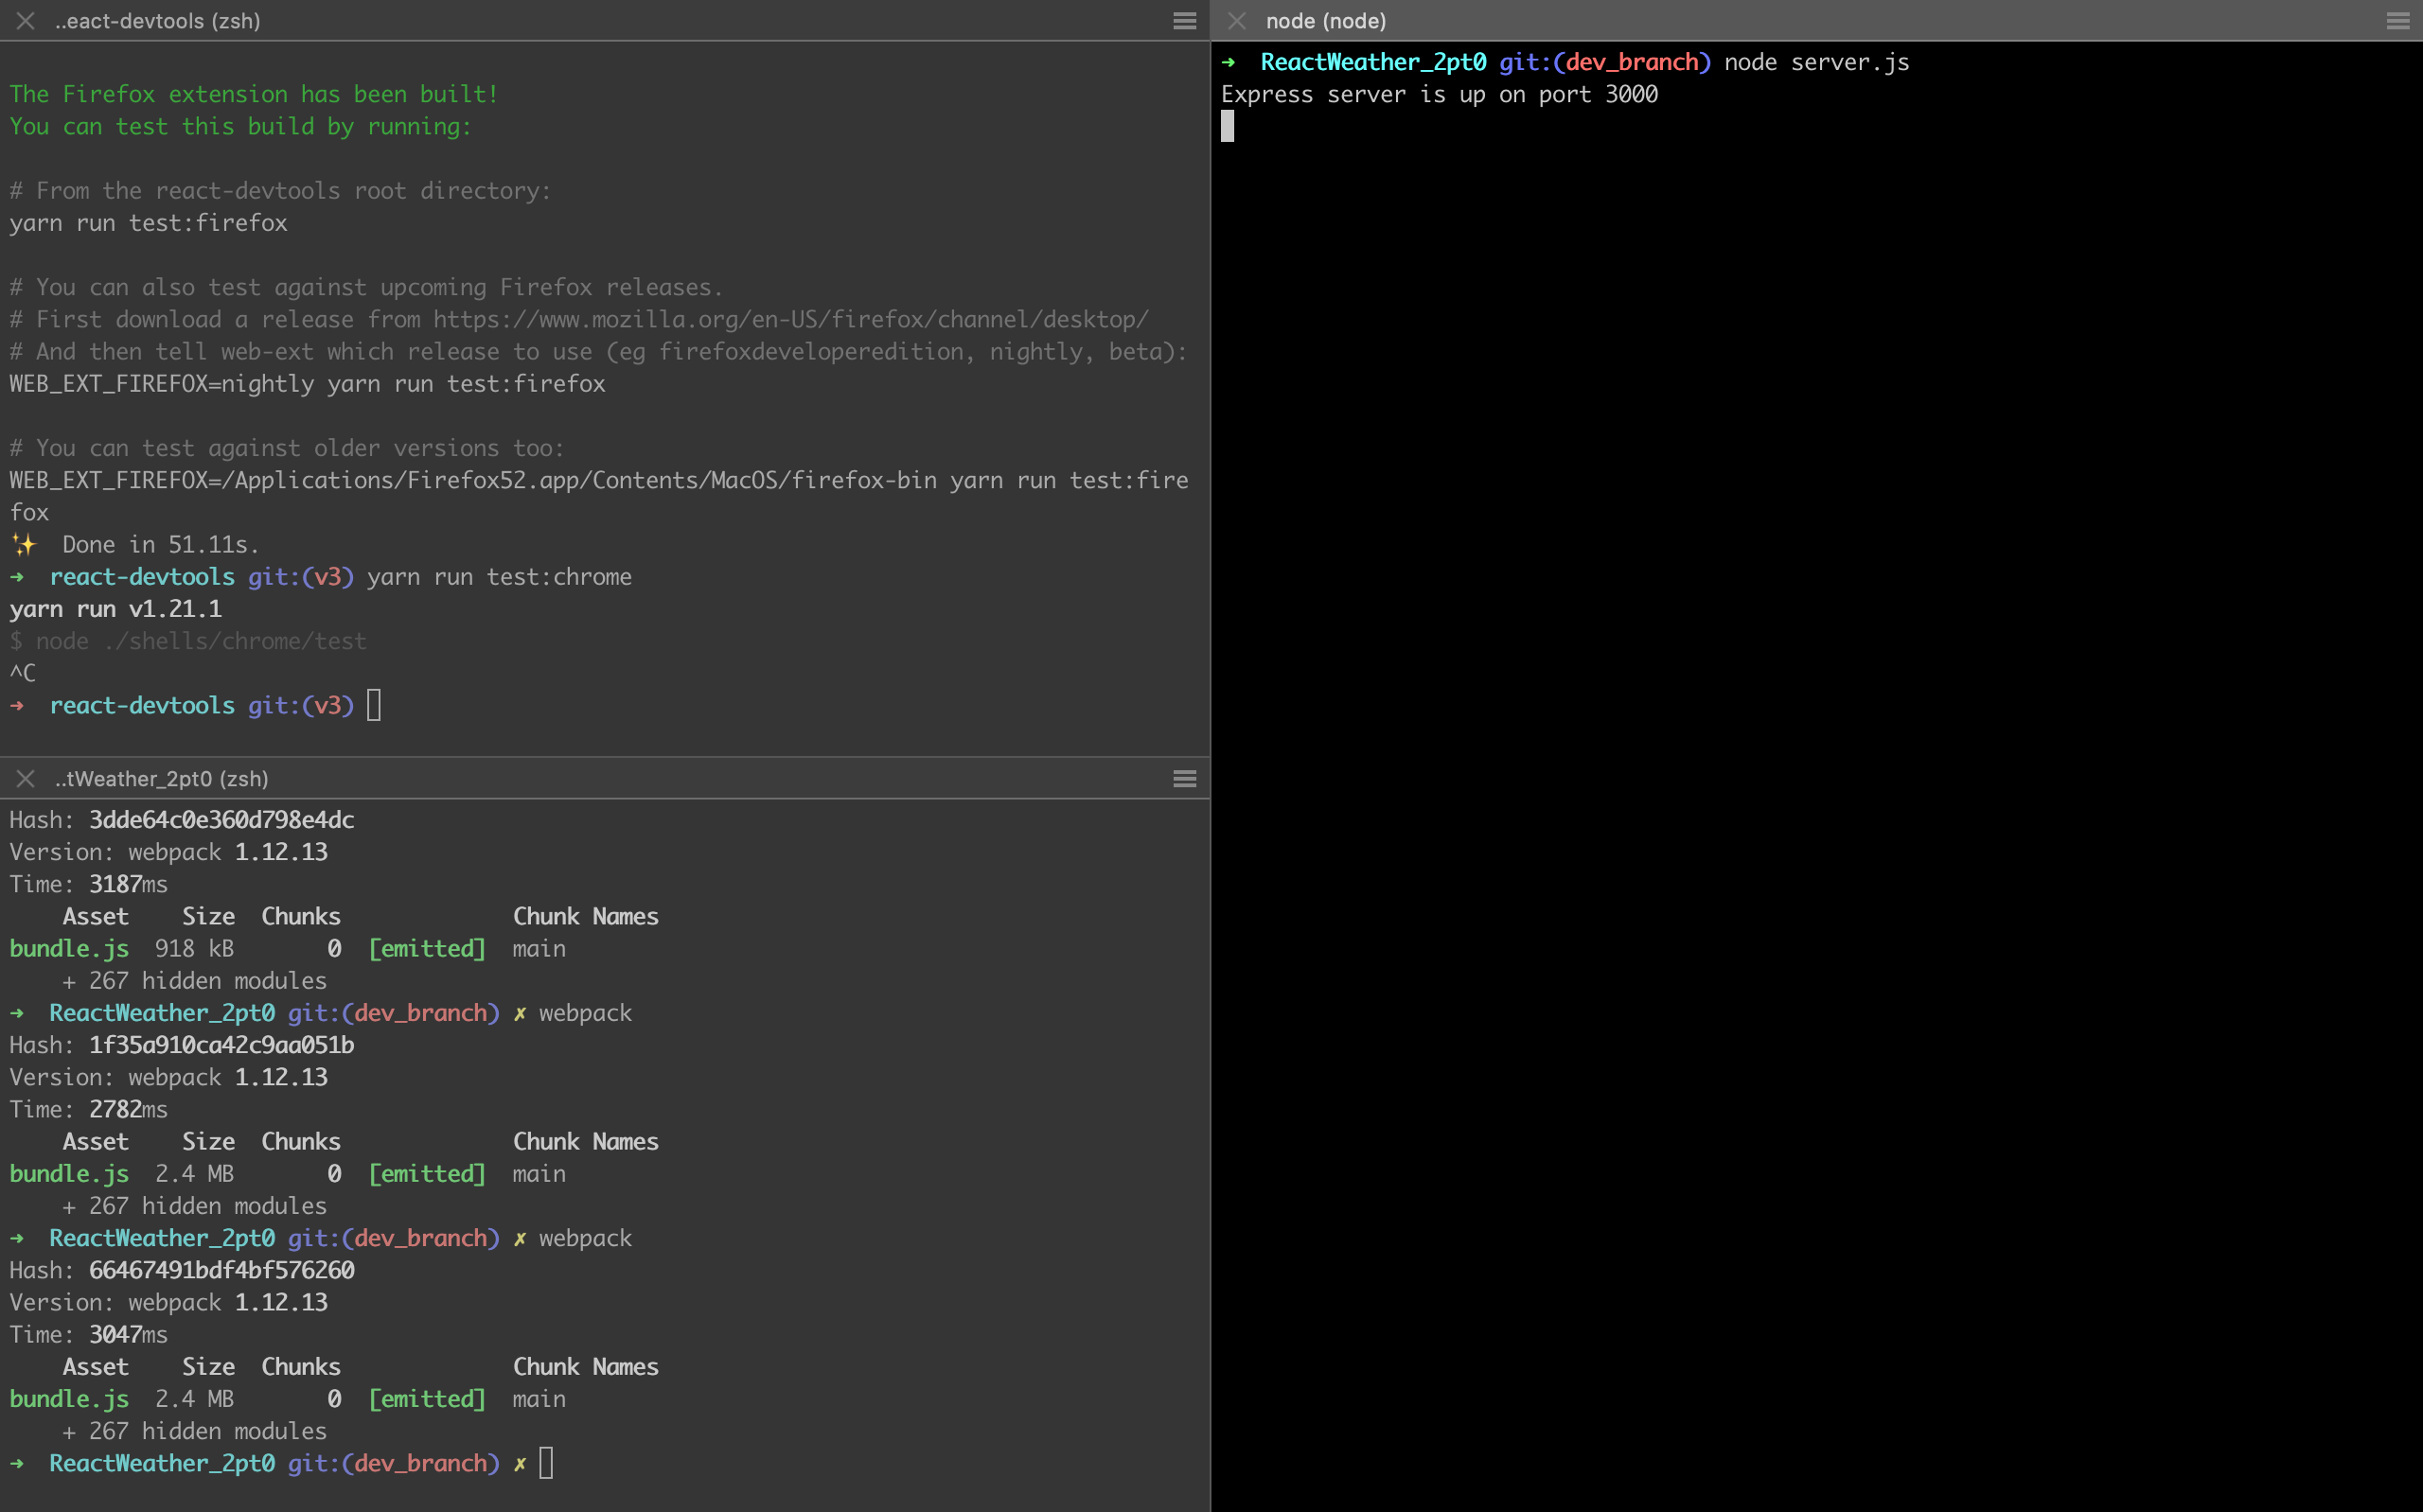 ..eact-devtools (zsh)
The Firefox extension has been built!
You can test this build by running:
# From the react-devtools root directory:
yarn run test:firefox
# You can also test against upcoming Firefox releases.
# First download a release from https://www.mozilla.org/en-US/firefox/channel/desktop/
# And then tell web-ext which release to use (eg firefoxdeveloperedition, nightly, beta):
WEB_EXT_FIREFOX=nightly yarn run test:firefox
# You can test against older versions too:
WEB_EXT_FIREFOX=/Applications/Firefox52.app/Contents/MacOS/firefox-bin yarn run test:fire
fox
✨  Done in 51.11s.
➜  react-devtools git:(v3) yarn run test:chrome
yarn run v1.21.1
$ node ./shells/chrome/test
^C
➜  react-devtools git:(v3)
..tWeather_2pt0 (zsh)
Hash: 3dde64c0e360d798e4dc
Version: webpack 1.12.13
Time: 3187ms
    Asset    Size  Chunks             Chunk Names
bundle.js  918 kB       0  [emitted]  main
    + 267 hidden modules
➜  ReactWeather_2pt0 git:(dev_branch) ✗ webpack
Hash: 1f35a910ca42c9aa051b
Version: webpack 1.12.13
Time: 2782ms
    Asset    Size  Chunks             Chunk Names
bundle.js  2.4 MB       0  [emitted]  main
    + 267 hidden modules
➜  ReactWeather_2pt0 git:(dev_branch) ✗ webpack
Hash: 66467491bdf4bf576260
Version: webpack 1.12.13
Time: 3047ms
    Asset    Size  Chunks             Chunk Names
bundle.js  2.4 MB       0  [emitted]  main
    + 267 hidden modules
➜  ReactWeather_2pt0 git:(dev_branch) ✗
node (node)
➜  ReactWeather_2pt0 git:(dev_branch) node server.js
Express server is up on port 3000